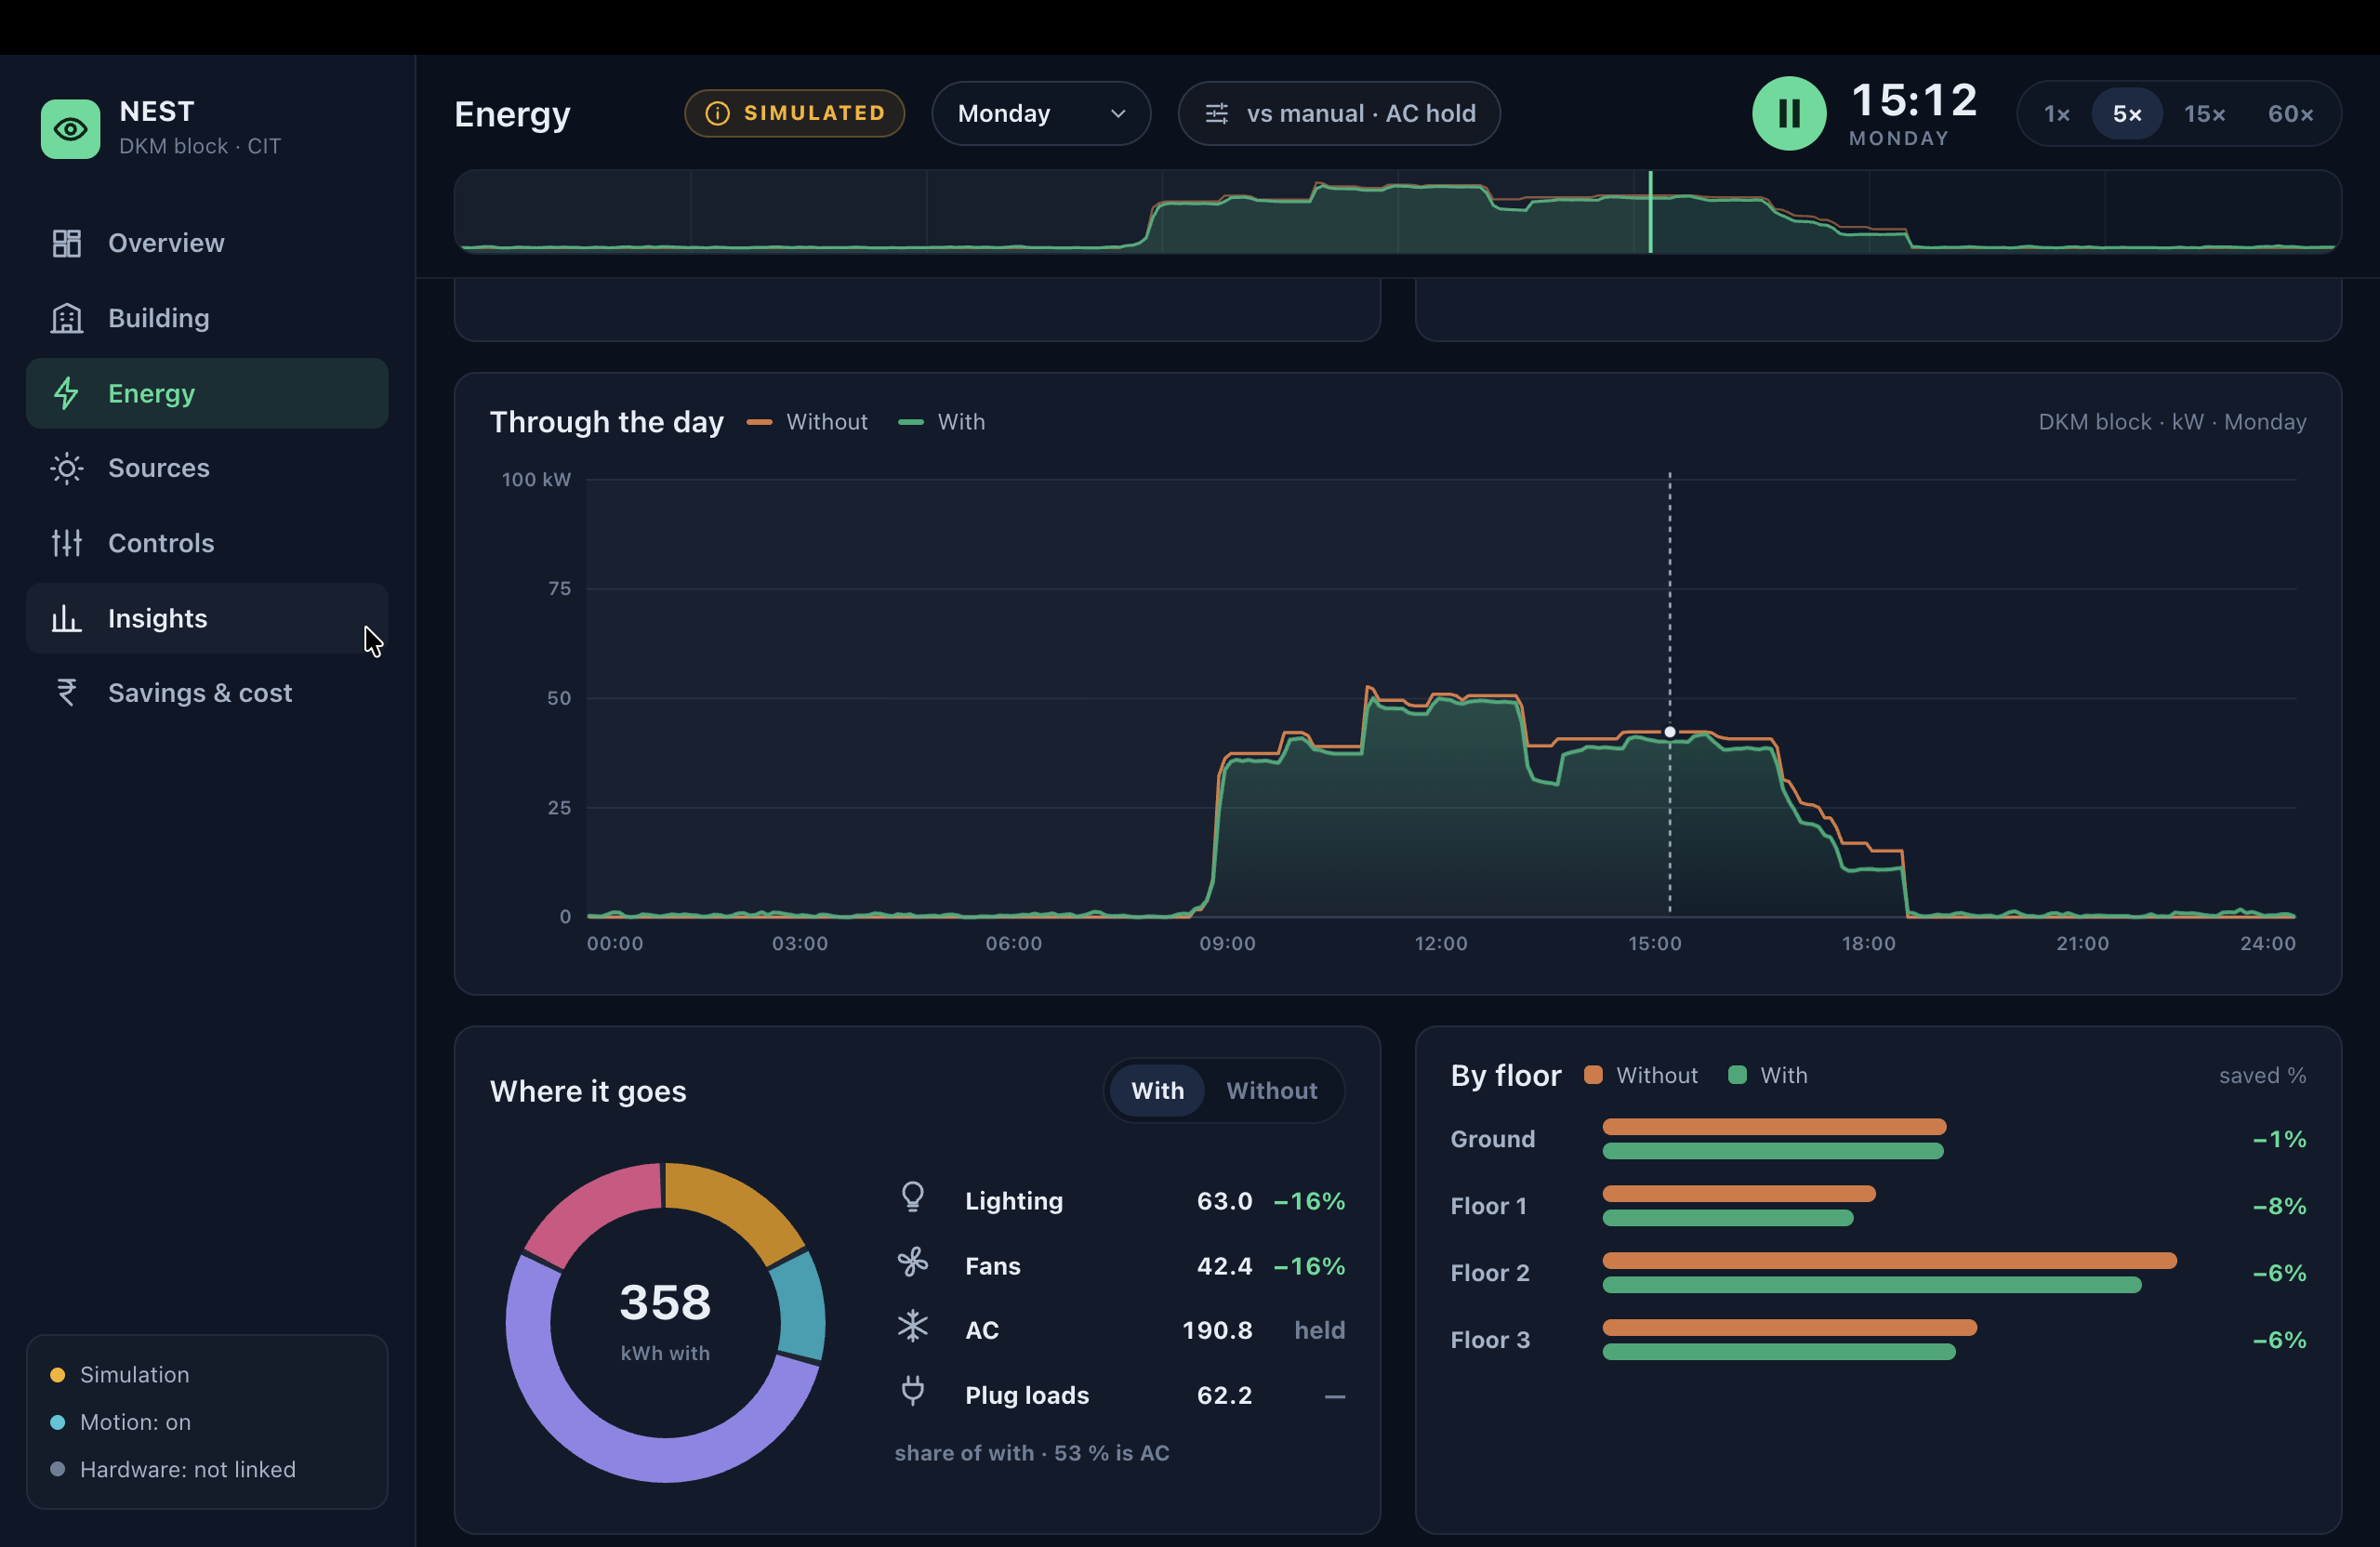 NEST
DKM block · CIT
Overview
Building
Energy
Sources
Controls
Insights
Savings & cost
Simulation
Motion: on
Hardware: not linked
Energy
SIMULATED
Monday
vs manual · AC hold
15:12
MONDAY
1×
5×
15×
60×
Through the day
Without
With
DKM block · kW · Monday
100 kW
75
50
25
0
00:00
03:00
06:00
09:00
12:00
15:00
18:00
21:00
24:00
Where it goes
With
Without
358
kWh with
Lighting 63.0 −16%
Fans 42.4 −16%
AC 190.8 held
Plug loads 62.2 —
share of with · 53 % is AC
By floor
Without
With
saved %
Ground −1%
Floor 1 −8%
Floor 2 −6%
Floor 3 −6%